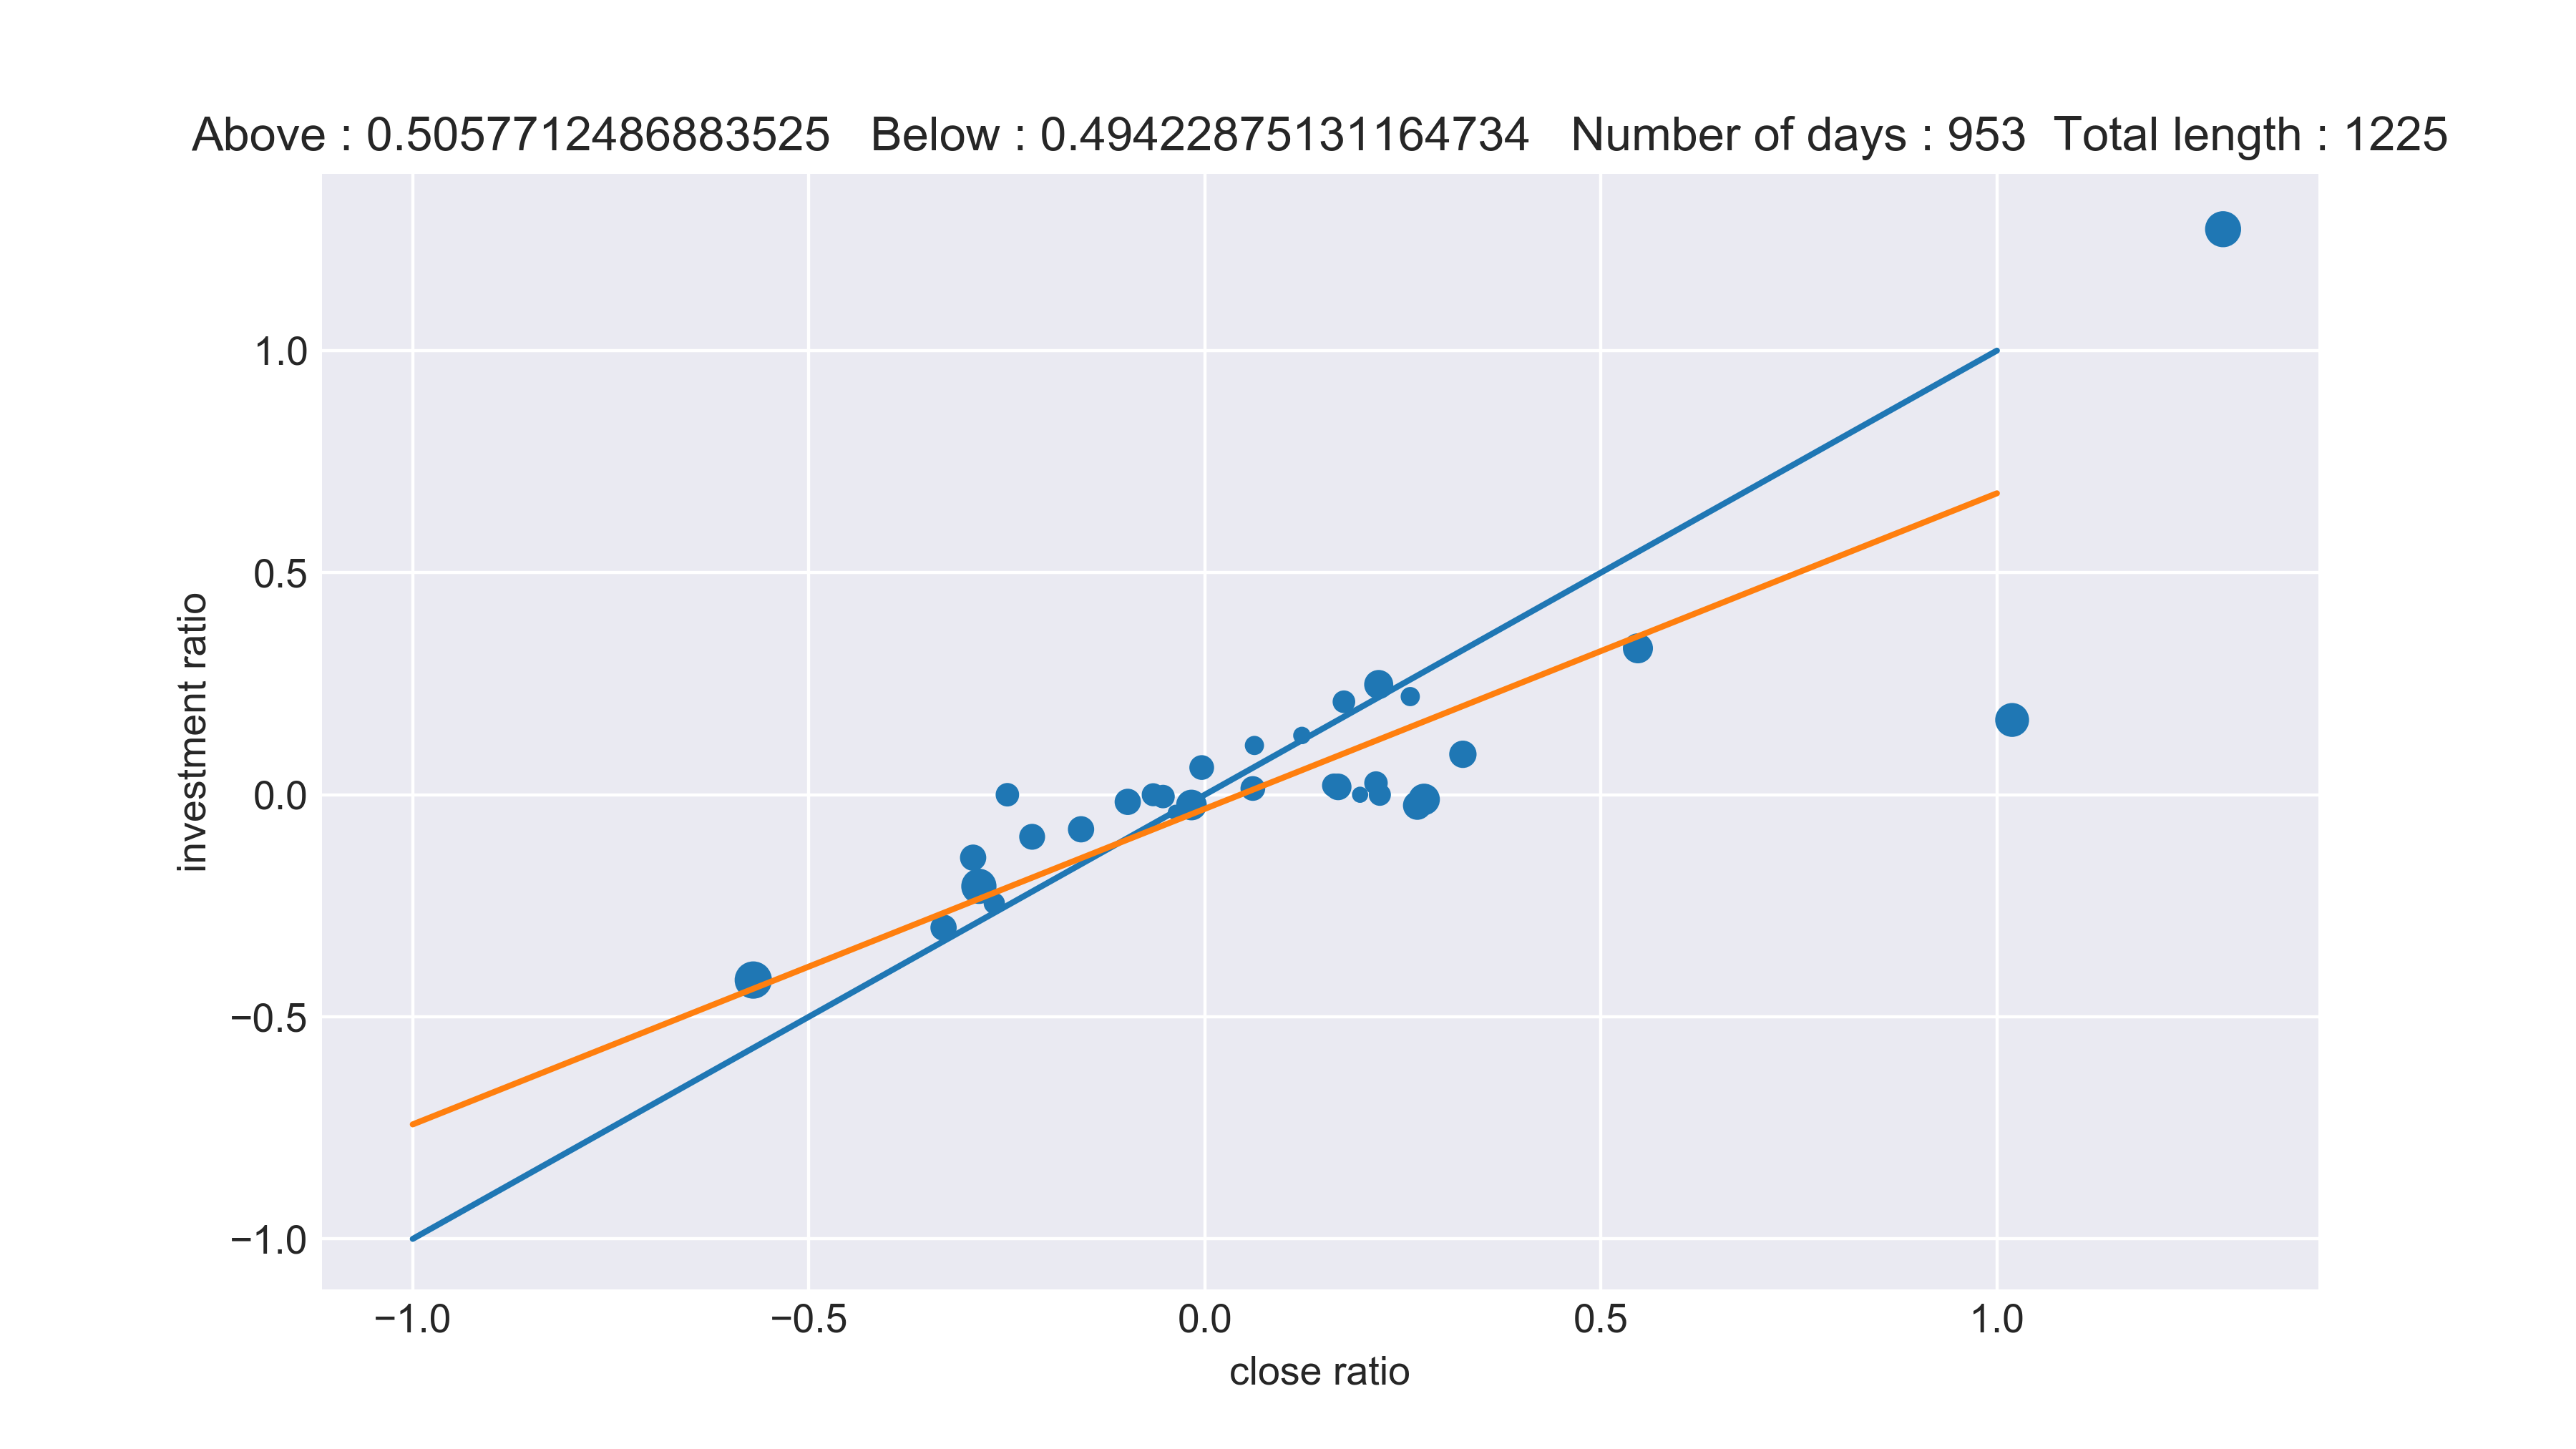 Above : 0.5057712486883525 Below : 0.49422875131164734 Number of days : 953 Total length : 1225
investment ratio
1.0
0.5
0.0
−0.5
−1.0
−1.0 −0.5 0.0 0.5 1.0
close ratio